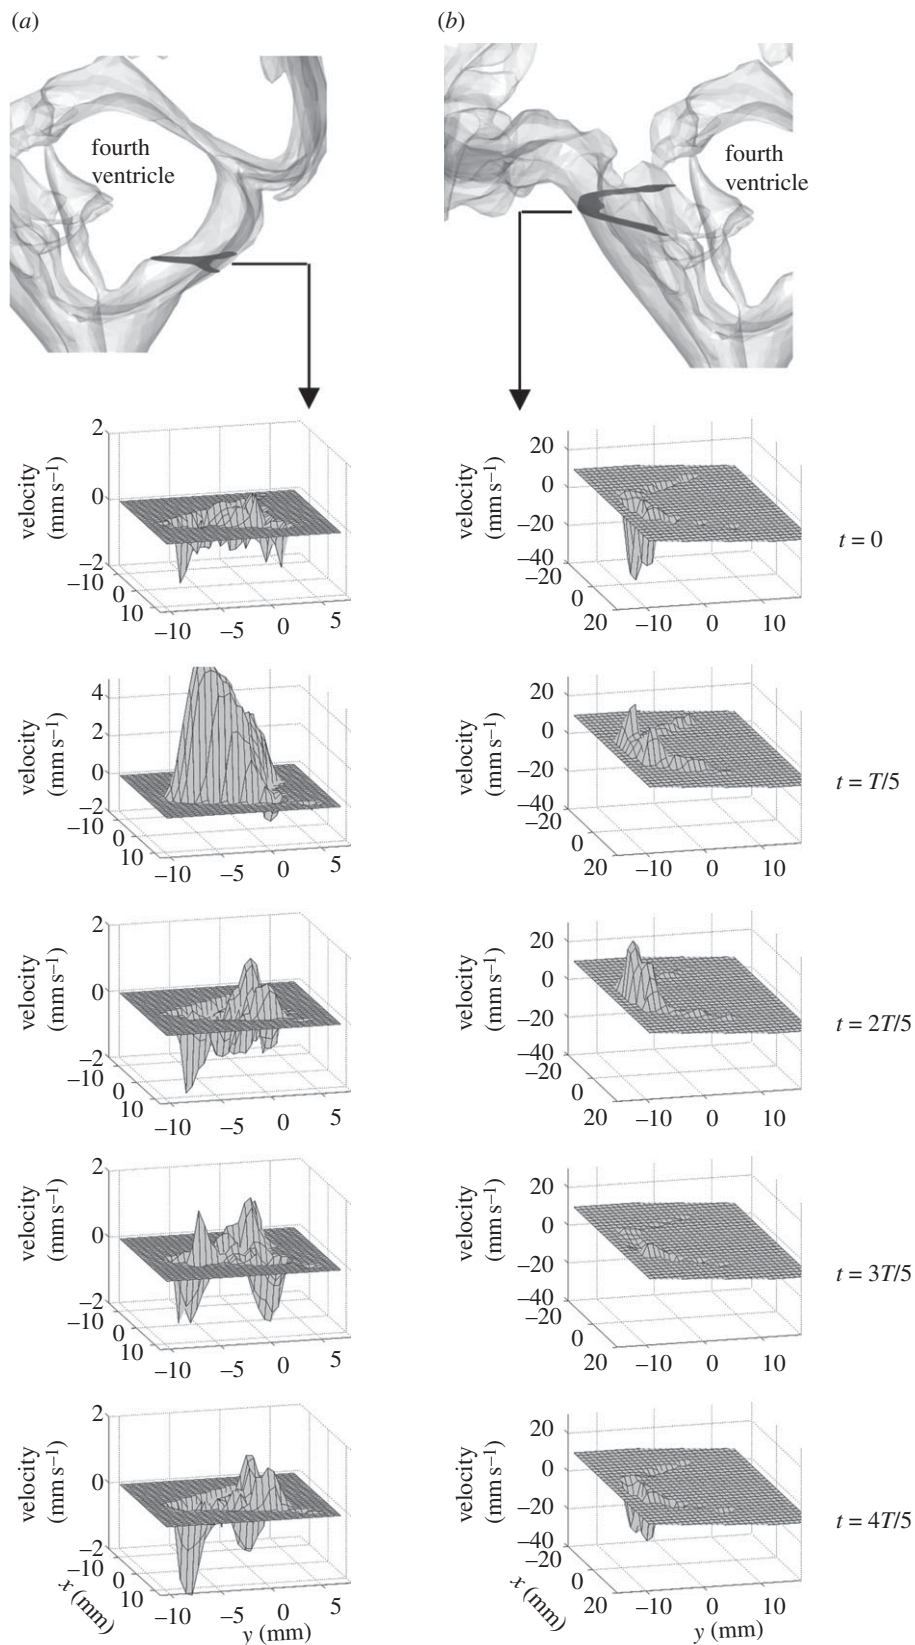 (a)
(b)
fourth
ventricle
fourth
ventricle
velocity
(mm s⁻¹)
2
0
−2
−10
0
10
−10
−5
0
5
velocity
(mm s⁻¹)
20
0
−20
−40
−20
0
20
−10
0
10
t = 0
velocity
(mm s⁻¹)
4
2
0
−2
−10
0
10
−10
−5
0
5
velocity
(mm s⁻¹)
20
0
−20
−40
−20
0
20
−10
0
10
t = T/5
velocity
(mm s⁻¹)
2
0
−2
−10
0
10
−10
−5
0
5
velocity
(mm s⁻¹)
20
0
−20
−40
−20
0
20
−10
0
10
t = 2T/5
velocity
(mm s⁻¹)
2
0
−2
−10
0
10
−10
−5
0
5
velocity
(mm s⁻¹)
20
0
−20
−40
−20
0
20
−10
0
10
t = 3T/5
velocity
(mm s⁻¹)
2
0
−2
−10
0
10
x (mm)
−10
−5
0
5
y (mm)
velocity
(mm s⁻¹)
20
0
−20
−40
−20
0
20
x (mm)
−10
0
10
y (mm)
t = 4T/5